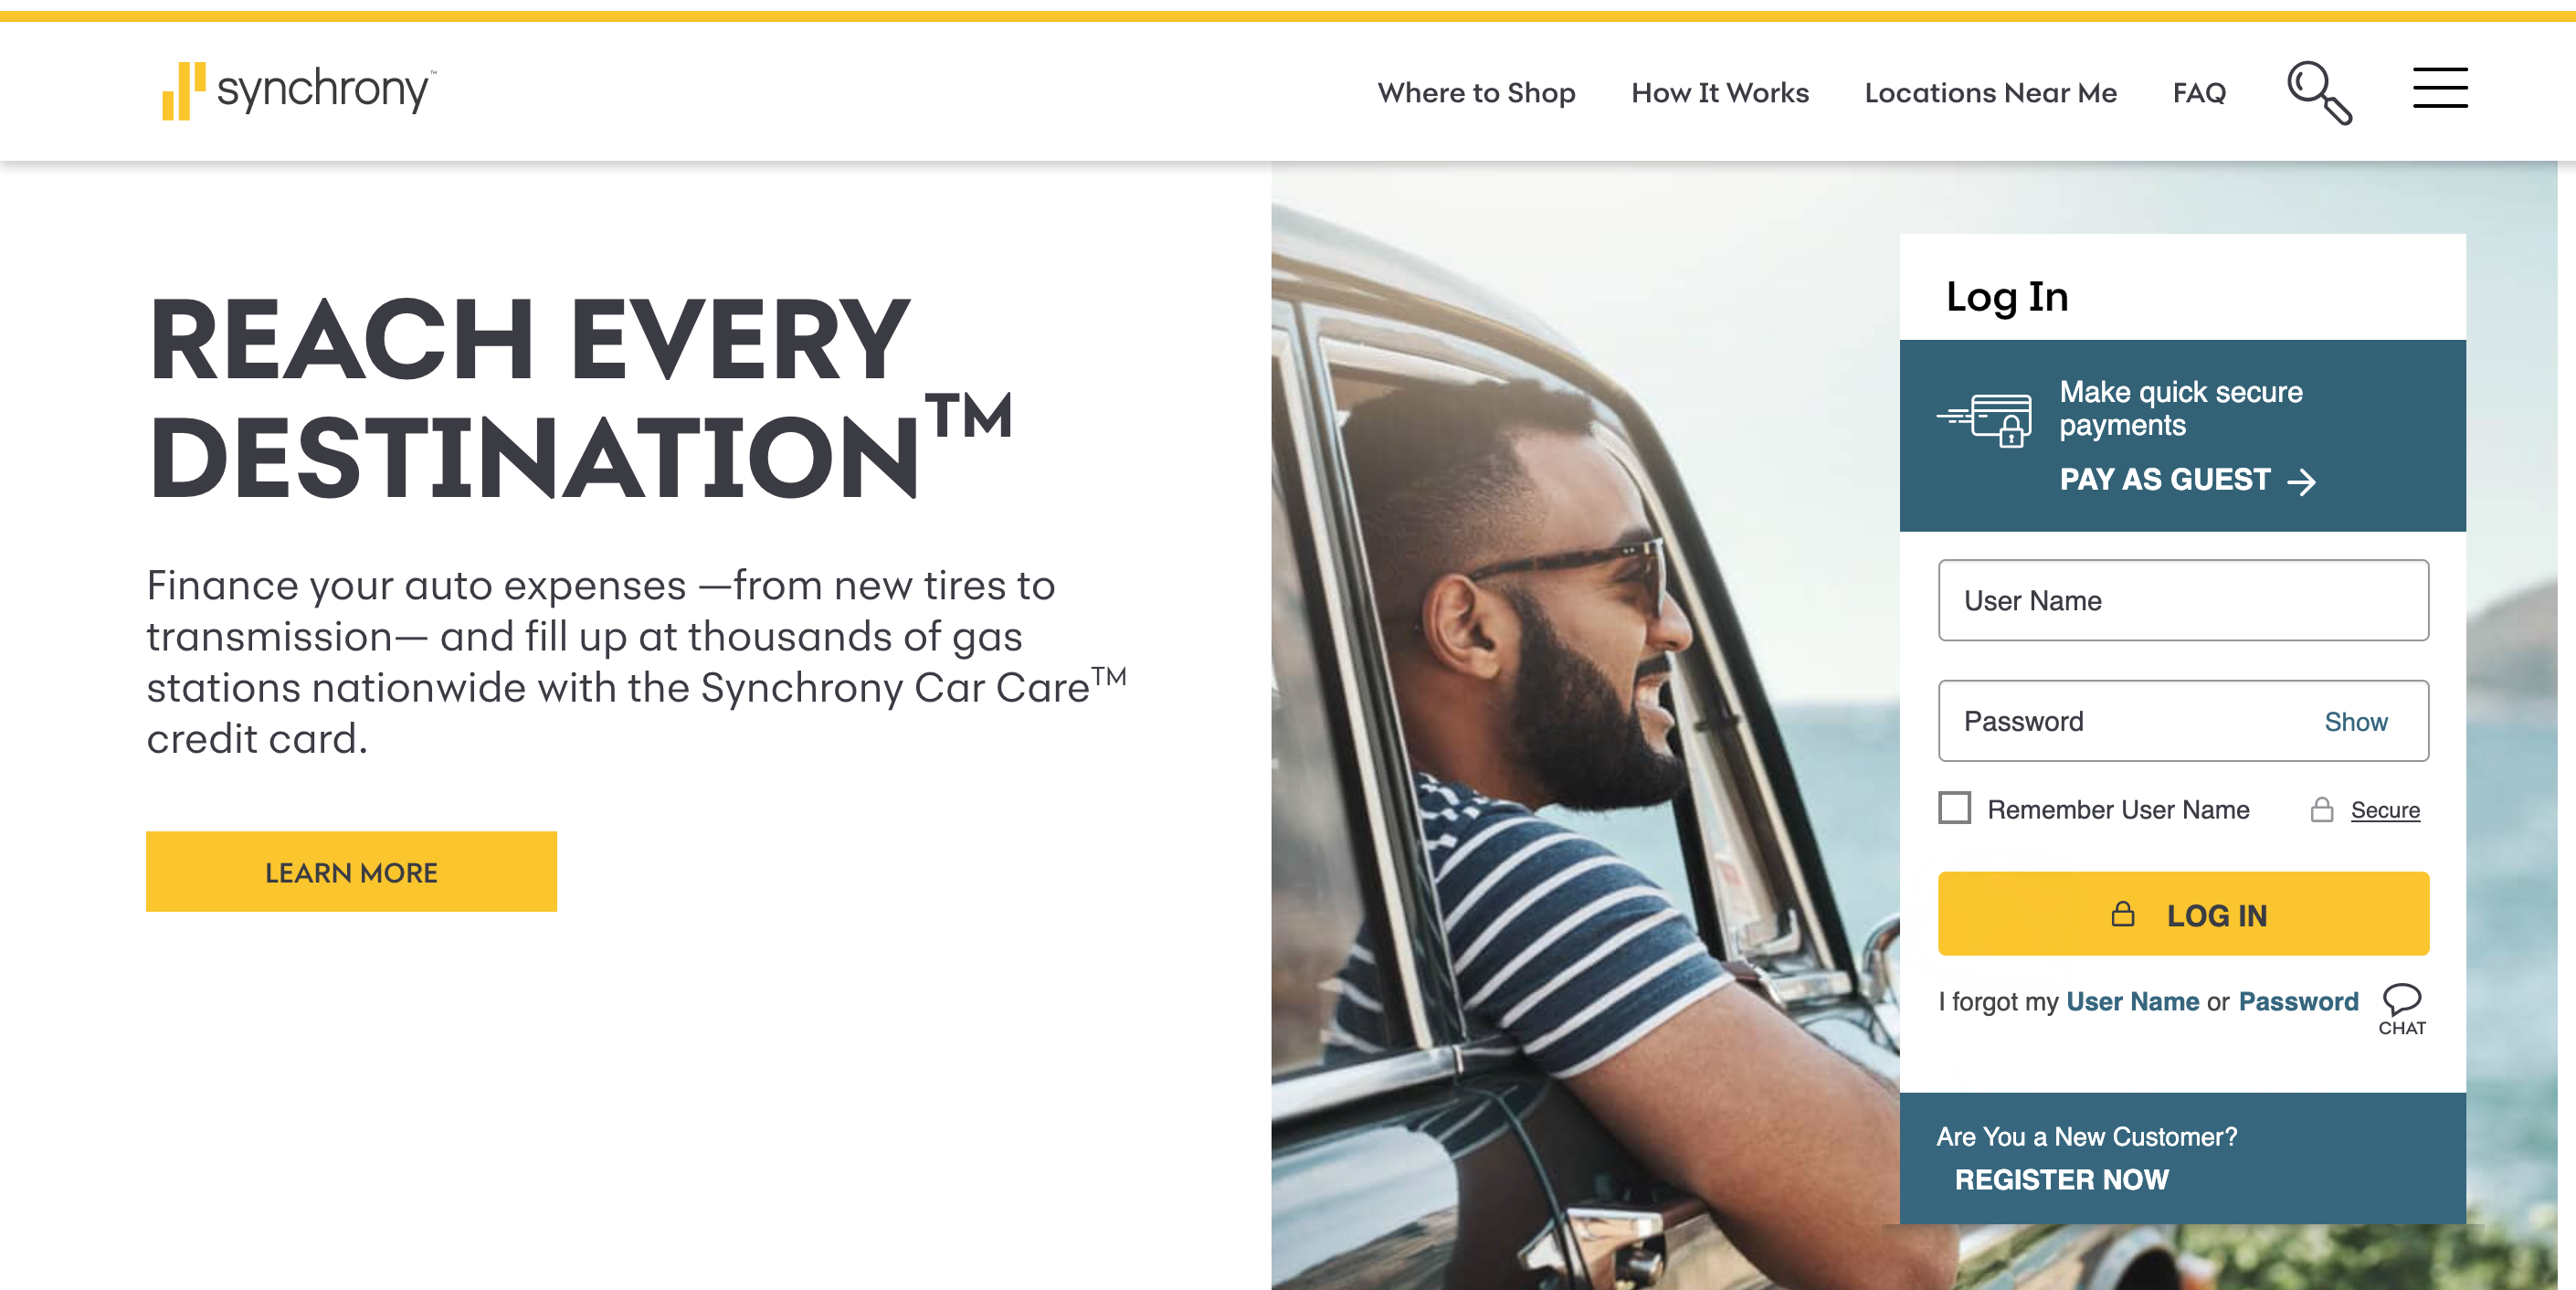 synchrony™
Where to Shop
How It Works
Locations Near Me
FAQ
REACH EVERY
DESTINATION™
Finance your auto expenses —from new tires to
transmission— and fill up at thousands of gas
stations nationwide with the Synchrony Car Care™
credit card.
LEARN MORE
Log In
Make quick secure
payments
PAY AS GUEST →
User Name
Password
Show
Remember User Name
Secure
LOG IN
I forgot my User Name or Password
CHAT
Are You a New Customer?
REGISTER NOW